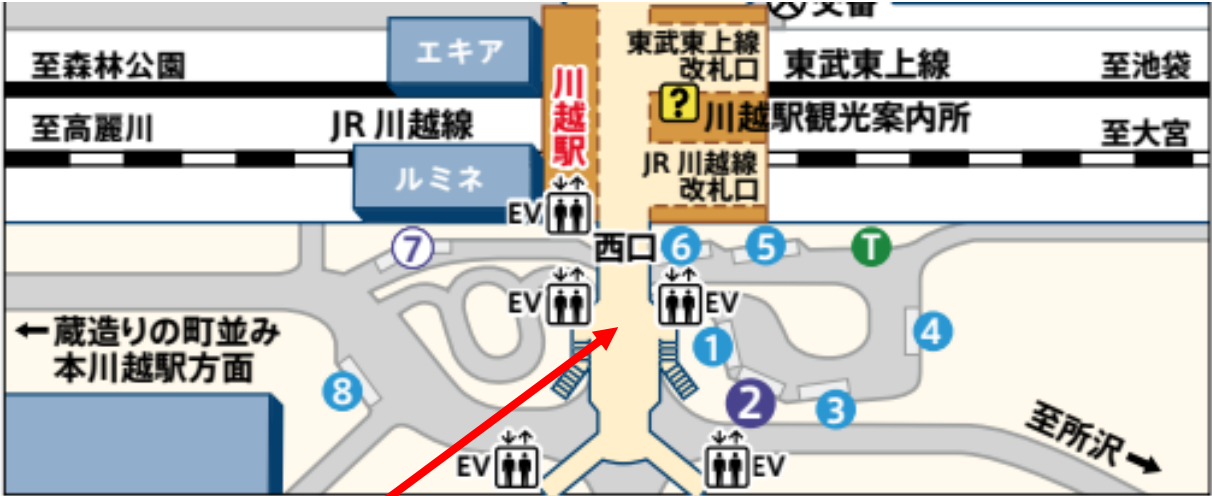 交番
エキア
東武東上線
改札口
至森林公園
東武東上線
至池袋
川越駅
?
川越駅観光案内所
至高麗川
JR 川越線
至大宮
ルミネ
JR 川越線
改札口
EV
7
西口
6
5
T
EV
EV
←蔵造りの町並み
本川越駅方面
1
4
8
2
3
至所沢→
EV
EV